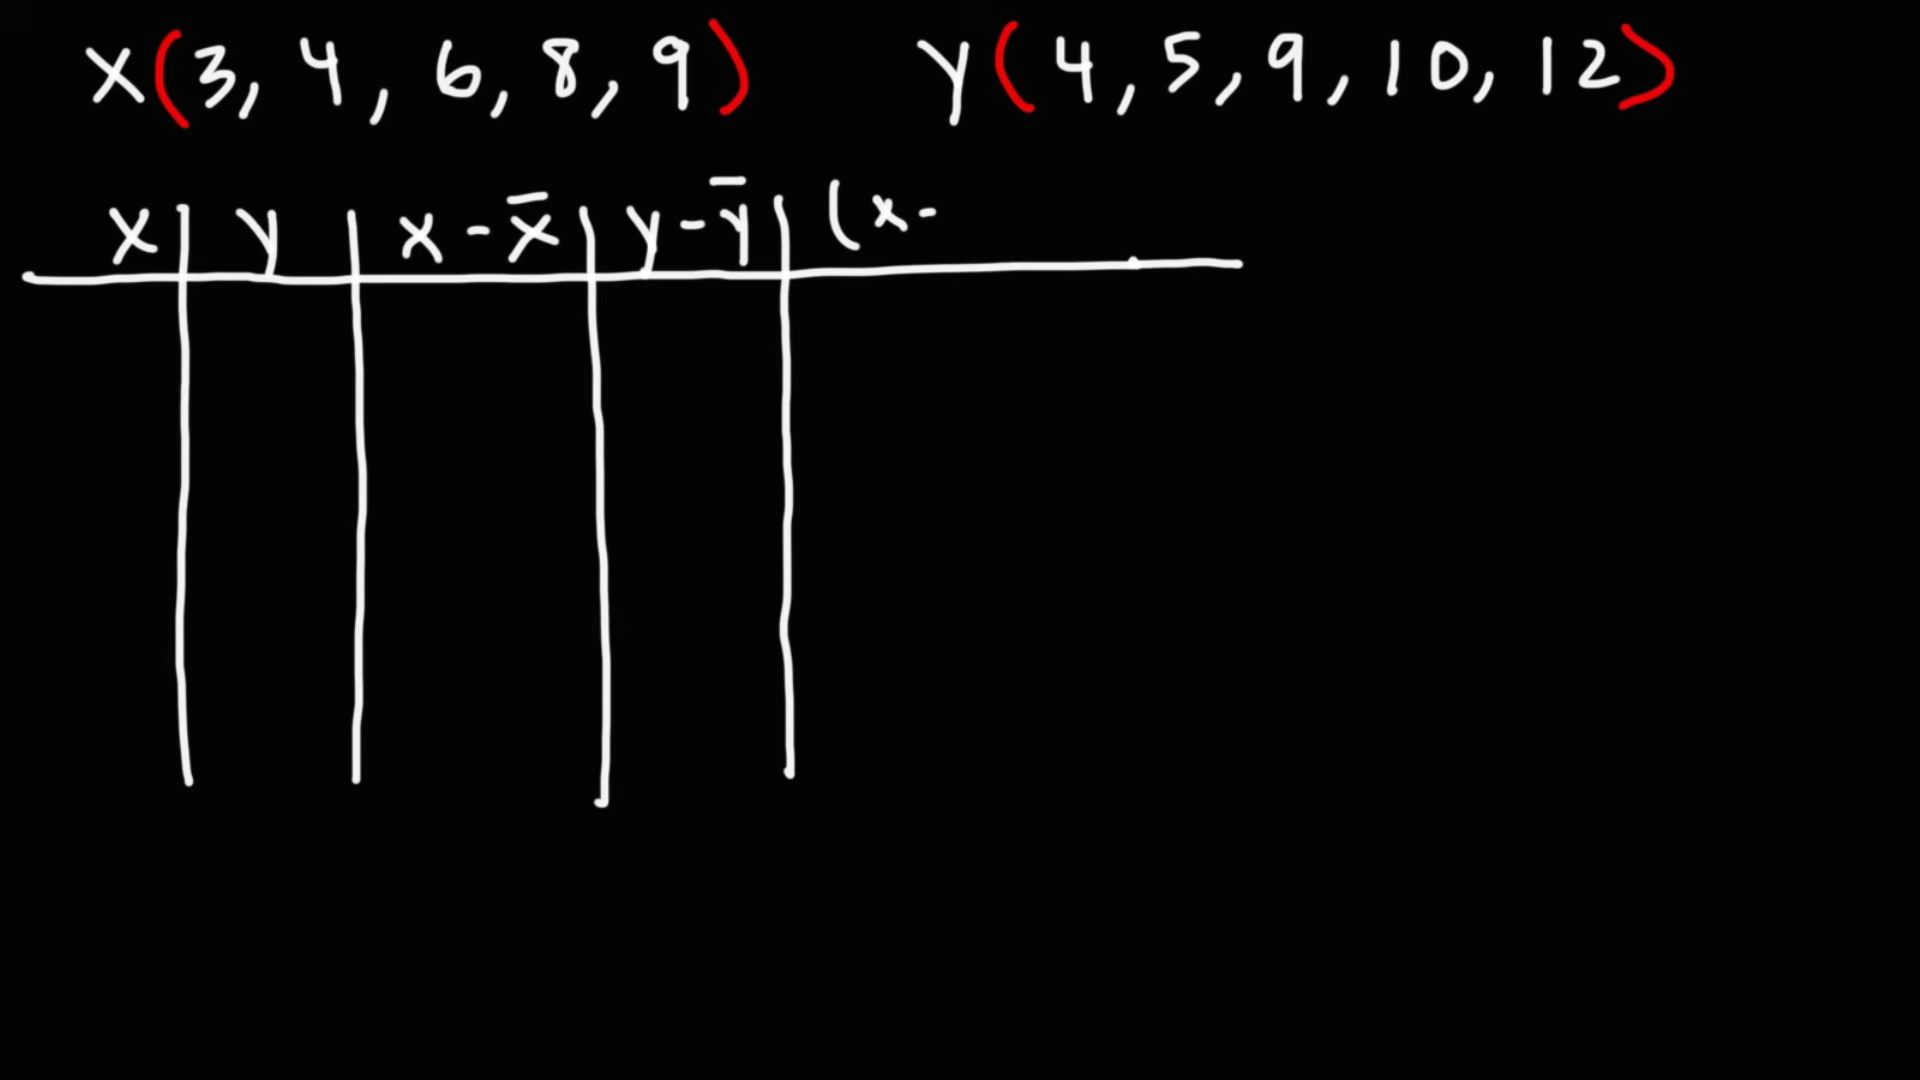 X(3, 4, 6, 8, 9) Y(4, 5, 9, 10, 12)
x y x - x̄ y - ȳ (x -